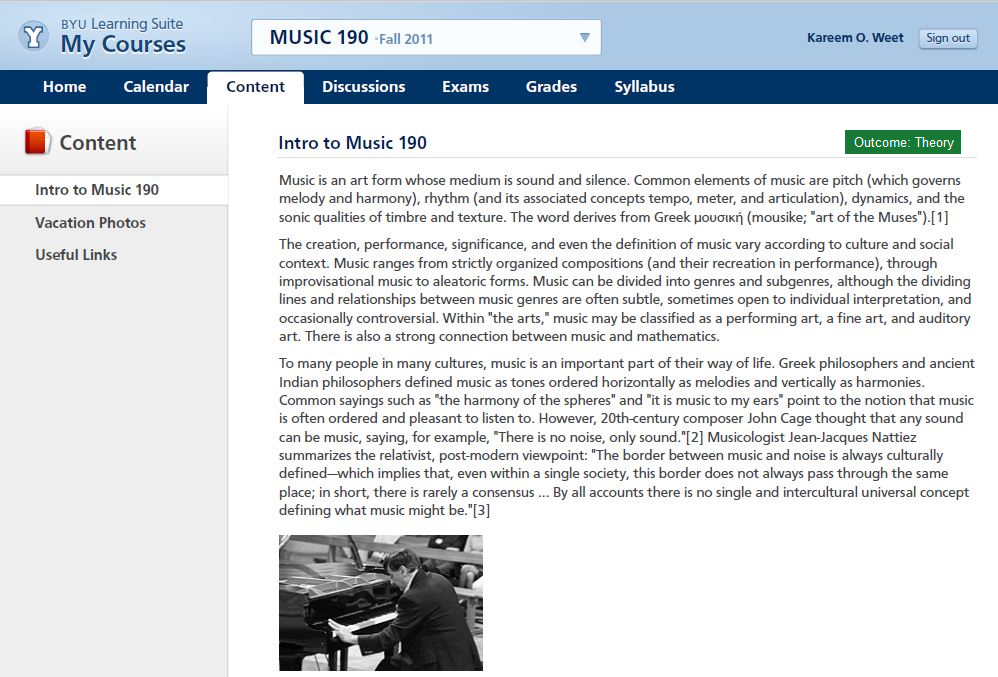 BYU Learning Suite
My Courses
MUSIC 190 · Fall 2011
Kareem O. Weet
Sign out
Home Calendar Content Discussions Exams Grades Syllabus
Content
Intro to Music 190
Vacation Photos
Useful Links
Intro to Music 190
Outcome: Theory
Music is an art form whose medium is sound and silence. Common elements of music are pitch (which governs
melody and harmony), rhythm (and its associated concepts tempo, meter, and articulation), dynamics, and the
sonic qualities of timbre and texture. The word derives from Greek μουσική (mousike; "art of the Muses").[1]
The creation, performance, significance, and even the definition of music vary according to culture and social
context. Music ranges from strictly organized compositions (and their recreation in performance), through
improvisational music to aleatoric forms. Music can be divided into genres and subgenres, although the dividing
lines and relationships between music genres are often subtle, sometimes open to individual interpretation, and
occasionally controversial. Within "the arts," music may be classified as a performing art, a fine art, and auditory
art. There is also a strong connection between music and mathematics.
To many people in many cultures, music is an important part of their way of life. Greek philosophers and ancient
Indian philosophers defined music as tones ordered horizontally as melodies and vertically as harmonies.
Common sayings such as "the harmony of the spheres" and "it is music to my ears" point to the notion that music
is often ordered and pleasant to listen to. However, 20th-century composer John Cage thought that any sound
can be music, saying, for example, "There is no noise, only sound."[2] Musicologist Jean-Jacques Nattiez
summarizes the relativist, post-modern viewpoint: "The border between music and noise is always culturally
defined—which implies that, even within a single society, this border does not always pass through the same
place; in short, there is rarely a consensus ... By all accounts there is no single and intercultural universal concept
defining what music might be."[3]